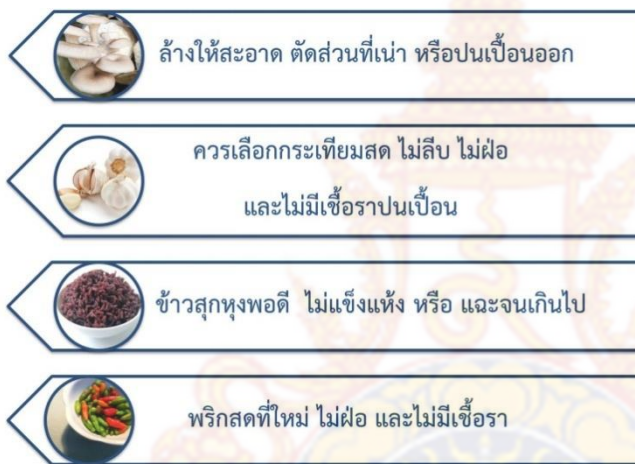 ล้างให้สะอาด ตัดส่วนที่เน่า หรือปนเปื้อนออก
ควรเลือกกระเทียมสด ไม่ลีบ ไม่ฝ่อ
และไม่มีเชื้อราปนเปื้อน
ข้าวสุกหุงพอดี ไม่แข็งแห้ง หรือ แฉะจนเกินไป
พริกสดที่ใหม่ ไม่ฝ่อ และไม่มีเชื้อรา